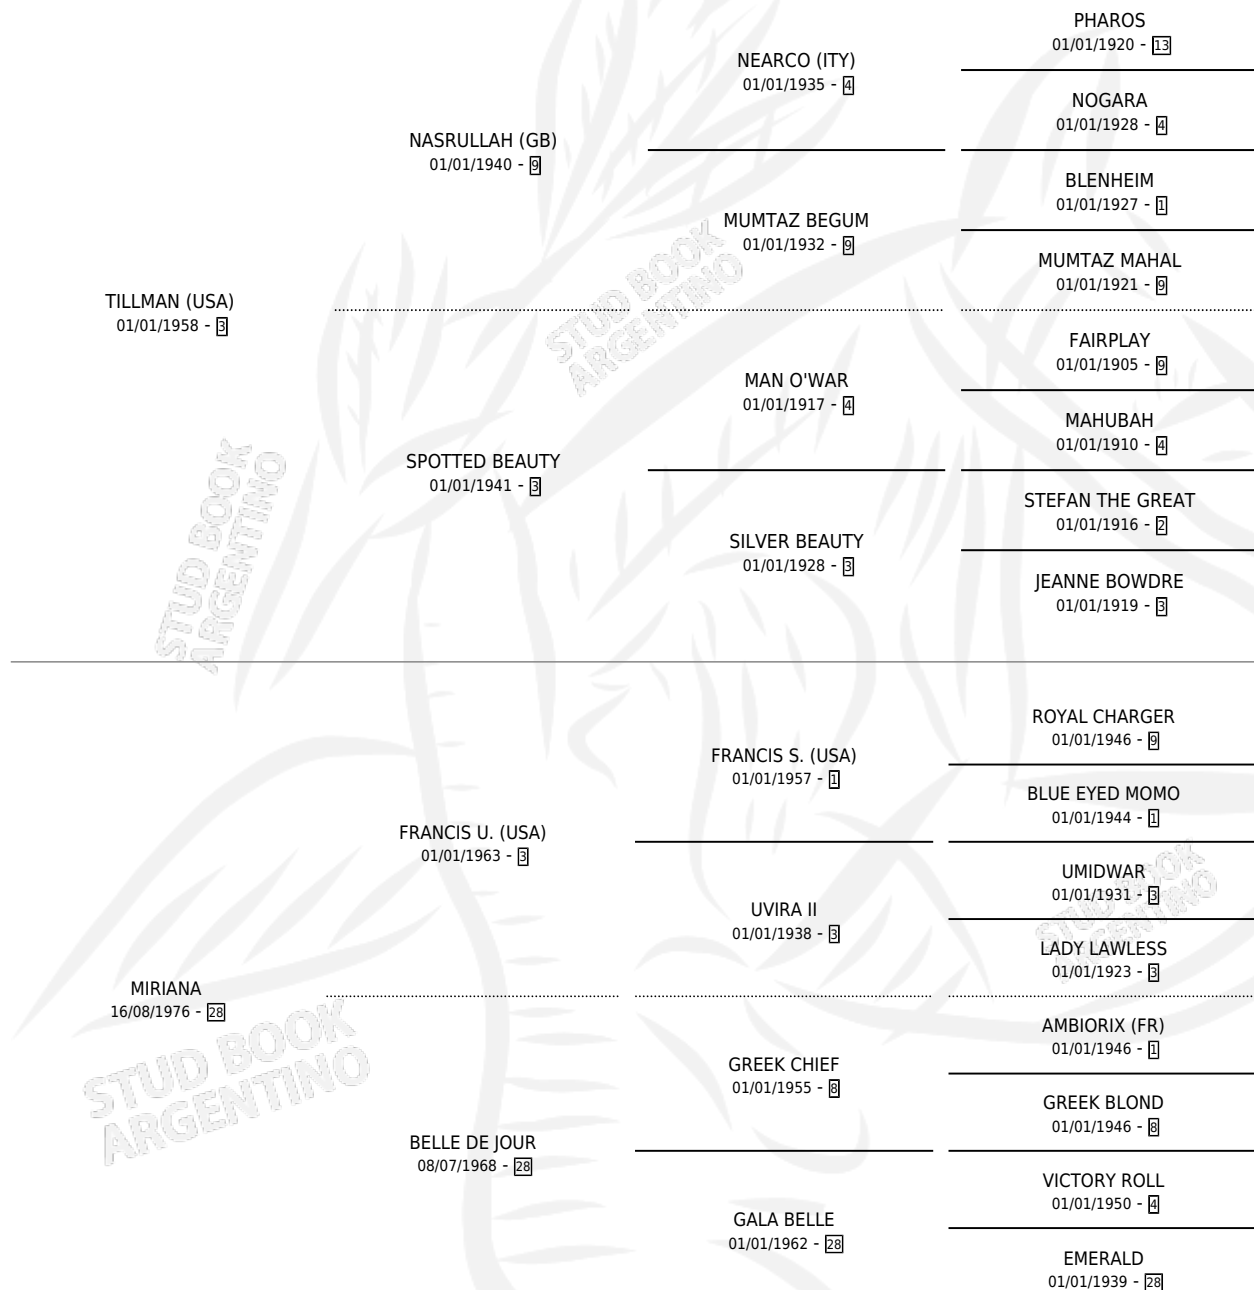 PHAROS
01/01/1920 - 13
NEARCO (ITY)
01/01/1935 - 4
NOGARA
01/01/1928 - 4
NASRULLAH (GB)
01/01/1940 - 9
BLENHEIM
01/01/1927 - 1
MUMTAZ BEGUM
01/01/1932 - 9
MUMTAZ MAHAL
01/01/1921 - 9
TILLMAN (USA)
01/01/1958 - 3
FAIRPLAY
01/01/1905 - 9
MAN O'WAR
01/01/1917 - 4
MAHUBAH
01/01/1910 - 4
SPOTTED BEAUTY
01/01/1941 - 3
STEFAN THE GREAT
01/01/1916 - 2
SILVER BEAUTY
01/01/1928 - 3
JEANNE BOWDRE
01/01/1919 - 3
ROYAL CHARGER
01/01/1946 - 9
FRANCIS S. (USA)
01/01/1957 - 1
BLUE EYED MOMO
01/01/1944 - 1
FRANCIS U. (USA)
01/01/1963 - 3
UMIDWAR
01/01/1931 - 3
UVIRA II
01/01/1938 - 3
LADY LAWLESS
01/01/1923 - 3
MIRIANA
16/08/1976 - 28
AMBIORIX (FR)
01/01/1946 - 1
GREEK CHIEF
01/01/1955 - 8
GREEK BLOND
01/01/1946 - 8
BELLE DE JOUR
08/07/1968 - 28
VICTORY ROLL
01/01/1950 - 4
GALA BELLE
01/01/1962 - 28
EMERALD
01/01/1939 - 28
STUD BOOK
ARGENTINO
STUD BOOK
ARGENTINO
STUD BOOK
ARGENTINO
STUD BOOK
ARGENTINO